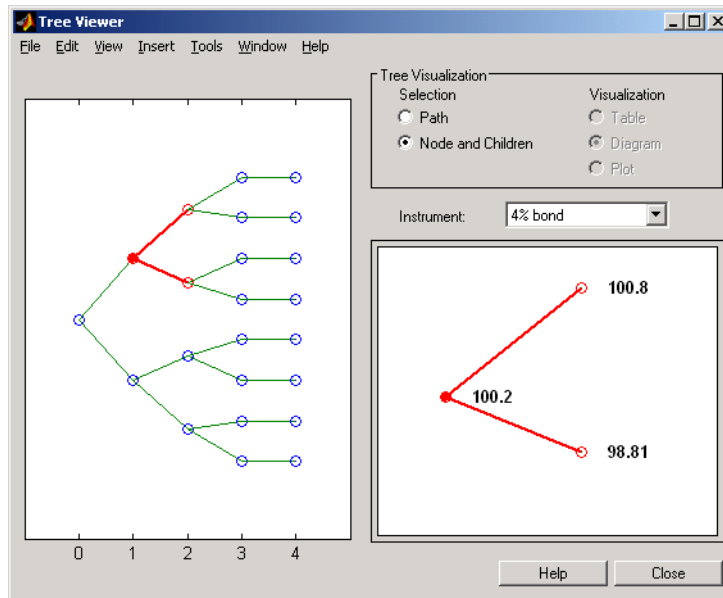 Tree Viewer
File Edit View Insert Tools Window Help
Tree Visualization
Selection
Path
Node and Children
Visualization
Table
Diagram
Plot
Instrument: 4% bond
100.8
100.2
98.81
0 1 2 3 4
Help Close